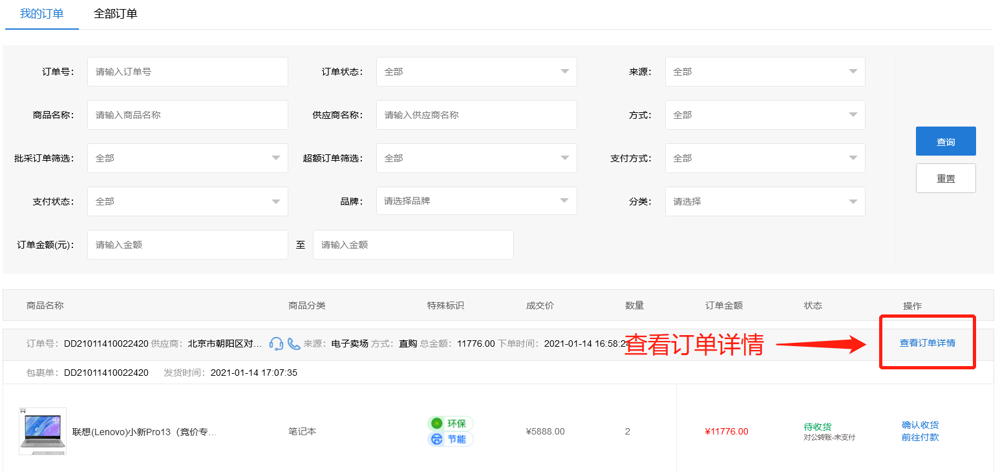 我的订单 全部订单
订单号： 请输入订单号 订单状态： 全部 来源： 全部
商品名称： 请输入商品名称 供应商名称： 请输入供应商名称 方式： 全部
查询
批采订单筛选： 全部 超额订单筛选： 全部 支付方式： 全部
重置
支付状态： 全部 品牌： 请选择品牌 分类： 请选择
订单金额(元)： 请输入金额 至 请输入金额
商品名称 商品分类 特殊标识 成交价 数量 订单金额 状态 操作
订单号：DD21011410022420 供应商：北京市朝阳区对... 来源：电子卖场 方式：直购 总金额：11776.00 下单时间：2021-01-14 16:58:24 查看订单详情 查看订单详情
包裹单：DD21011410022420 发货时间：2021-01-14 17:07:35
联想(Lenovo)小新Pro13（竞价专... 笔记本 环保 ¥5888.00 2 ¥11776.00 待收货 确认收货
节能 对公转账-未支付 前往付款